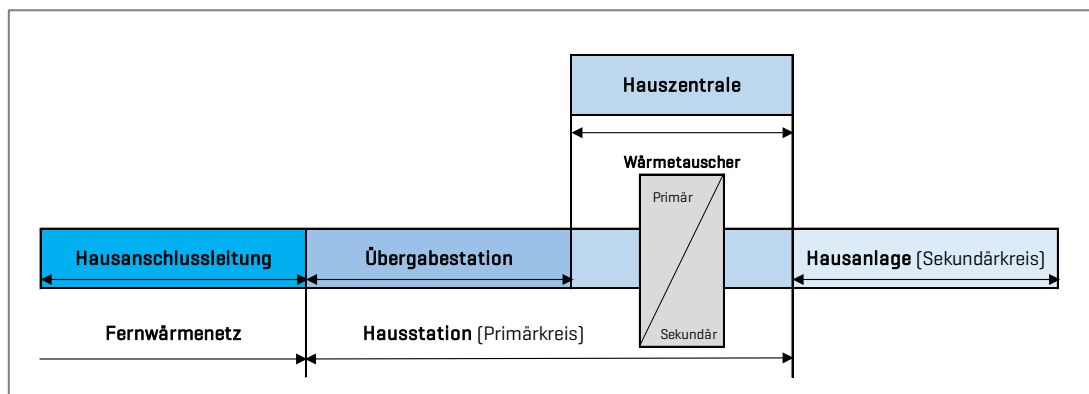 Hauszentrale
Wärmetauscher
Primär
Hausanschlussleitung
Übergabestation
Hausanlage (Sekundärkreis)
Fernwärmenetz
Hausstation (Primärkreis)
Sekundär